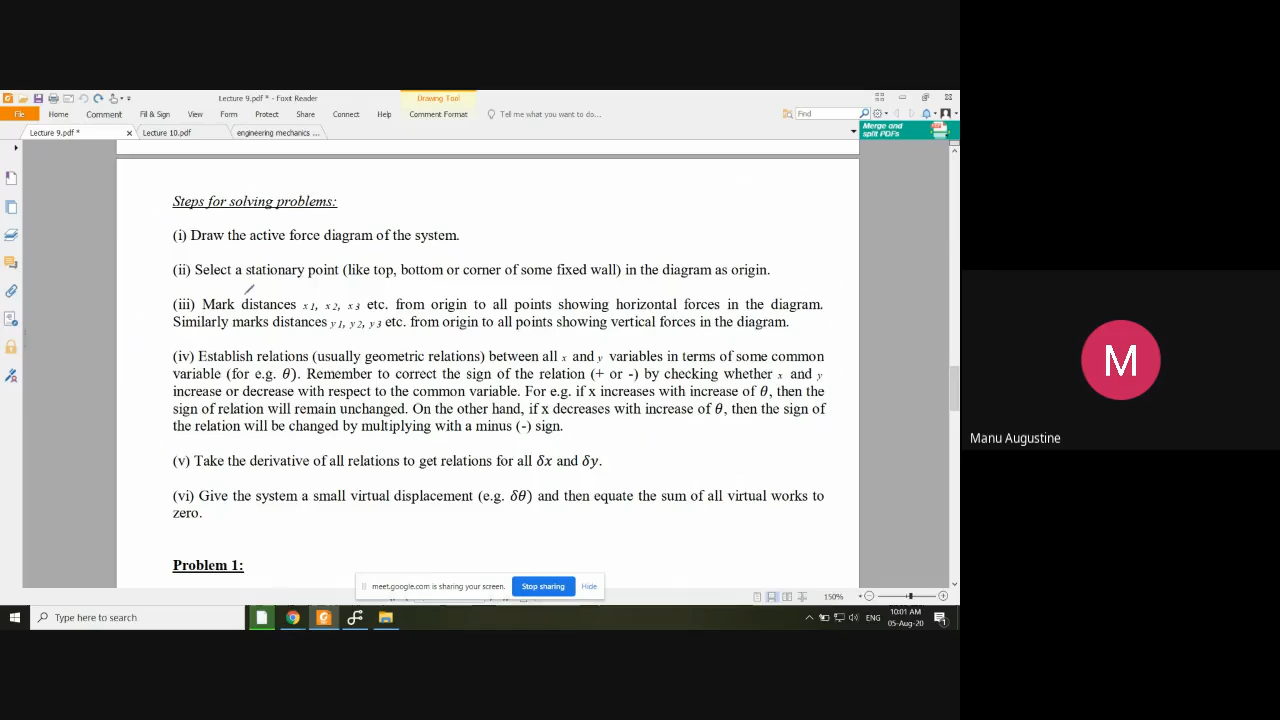 Lecture 9.pdf * - Foxit Reader
Drawing Tool
File
Home
Comment
Fill & Sign
View
Form
Protect
Share
Connect
Help
Comment Format
Tell me what you want to do...
Find
Lecture 9.pdf *
Lecture 10.pdf
engineering mechanics ...
Merge and
split PDFs
Steps for solving problems:
(i) Draw the active force diagram of the system.
(ii) Select a stationary point (like top, bottom or corner of some fixed wall) in the diagram as origin.
(iii) Mark distances x1, x2, x3 etc. from origin to all points showing horizontal forces in the diagram.
Similarly marks distances y1, y2, y3 etc. from origin to all points showing vertical forces in the diagram.
(iv) Establish relations (usually geometric relations) between all x and y variables in terms of some common
variable (for e.g. θ). Remember to correct the sign of the relation (+ or -) by checking whether x and y
increase or decrease with respect to the common variable. For e.g. if x increases with increase of θ, then the
sign of relation will remain unchanged. On the other hand, if x decreases with increase of θ, then the sign of
the relation will be changed by multiplying with a minus (-) sign.
(v) Take the derivative of all relations to get relations for all δx and δy.
(vi) Give the system a small virtual displacement (e.g. δθ) and then equate the sum of all virtual works to
zero.
Problem 1:
meet.google.com is sharing your screen.
Stop sharing
Hide
150%
Type here to search
ENG
10:01 AM
05-Aug-20
M
Manu Augustine